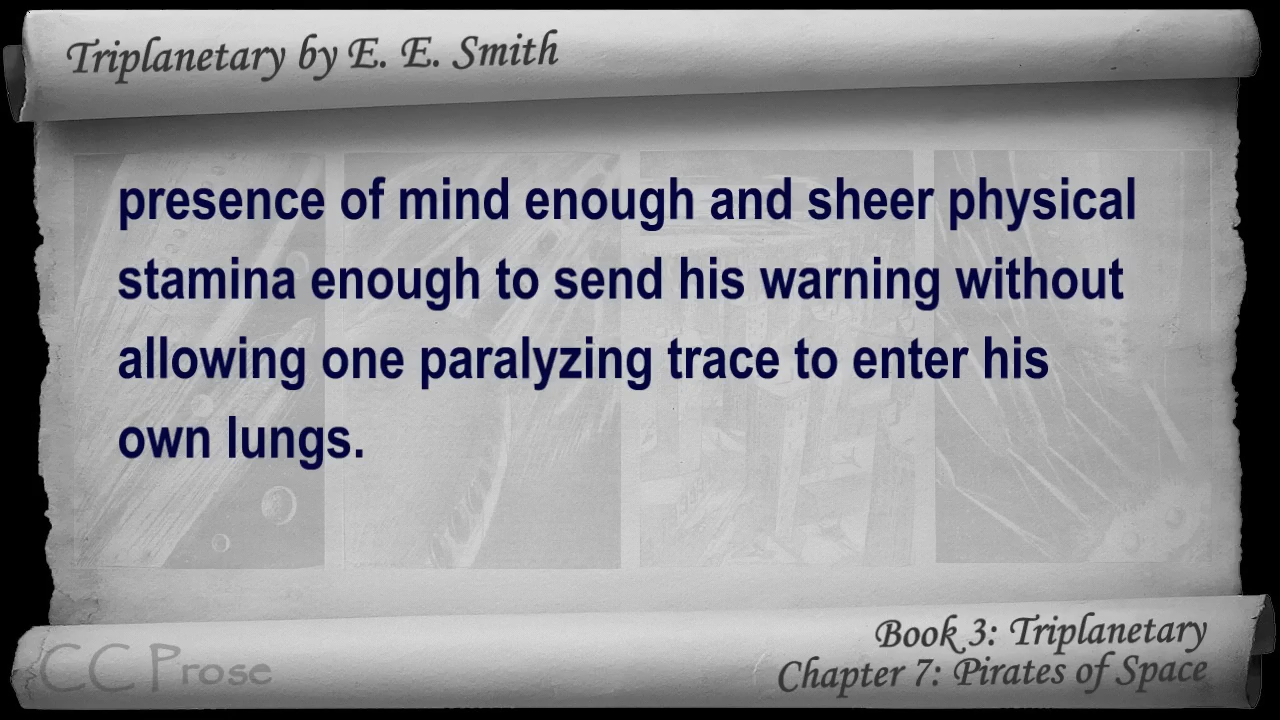 Triplanetary by E. E. Smith
presence of mind enough and sheer physical
stamina enough to send his warning without
allowing one paralyzing trace to enter his
own lungs.
Book 3: Triplanetary
Chapter 7: Pirates of Space
CC Prose